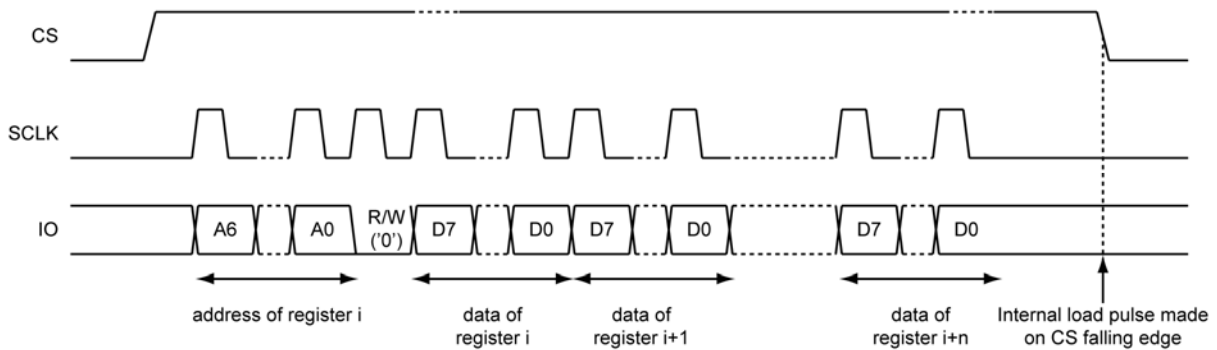 CS
SCLK
IO
A6
A0
R/W
('0')
D7
D0
D7
D0
D7
D0
address of register i
data of
register i
data of
register i+1
data of
register i+n
Internal load pulse made
on CS falling edge